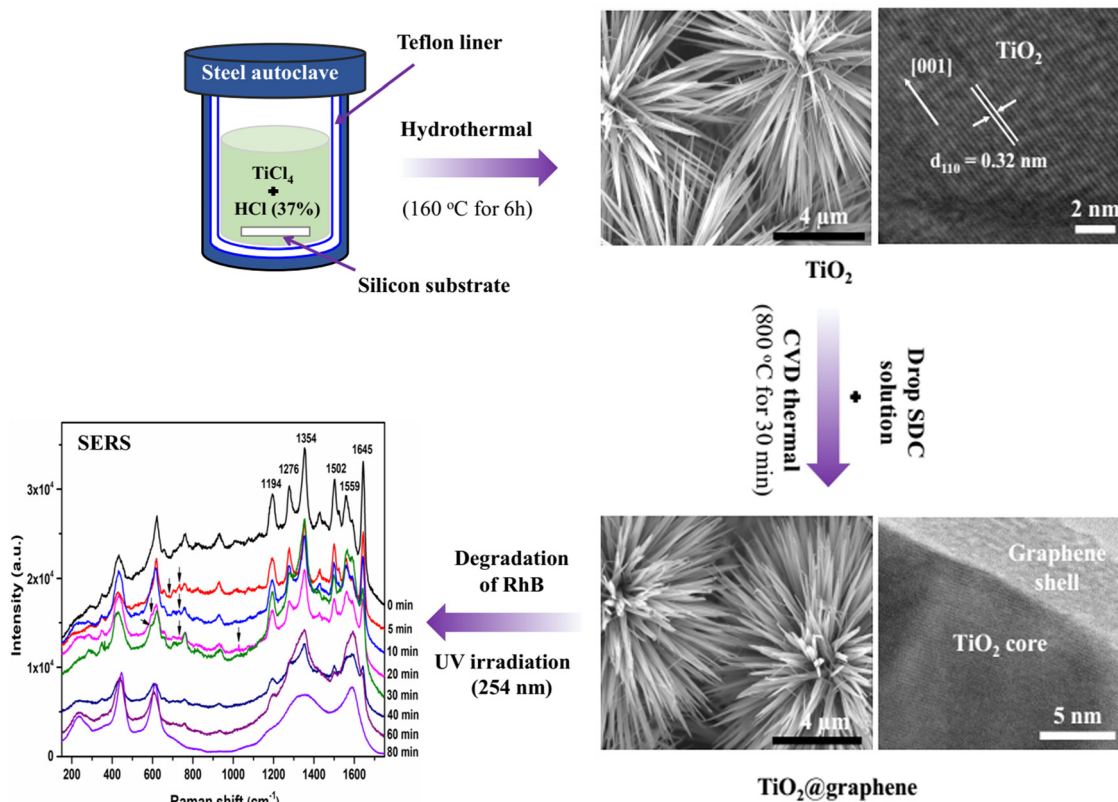 Teflon liner
Steel autoclave
TiCl₄
+
HCl (37%)
Silicon substrate
Hydrothermal
(160 °C for 6h)
4 μm
TiO₂
[001]
d₁₁₀ = 0.32 nm
2 nm
TiO₂
CVD thermal
(800 °C for 30 min)
+
Drop SDC
solution
4 μm
Graphene
shell
TiO₂ core
5 nm
TiO₂@graphene
Degradation
of RhB
UV irradiation
(254 nm)
SERS
1194
1276
1354
1502
1559
1645
Intensity (a.u.)
3x10⁴
2x10⁴
1x10⁴
0
0 min
5 min
10 min
20 min
30 min
40 min
60 min
80 min
200 400 600 800 1000 1200 1400 1600
Raman shift (cm⁻¹)